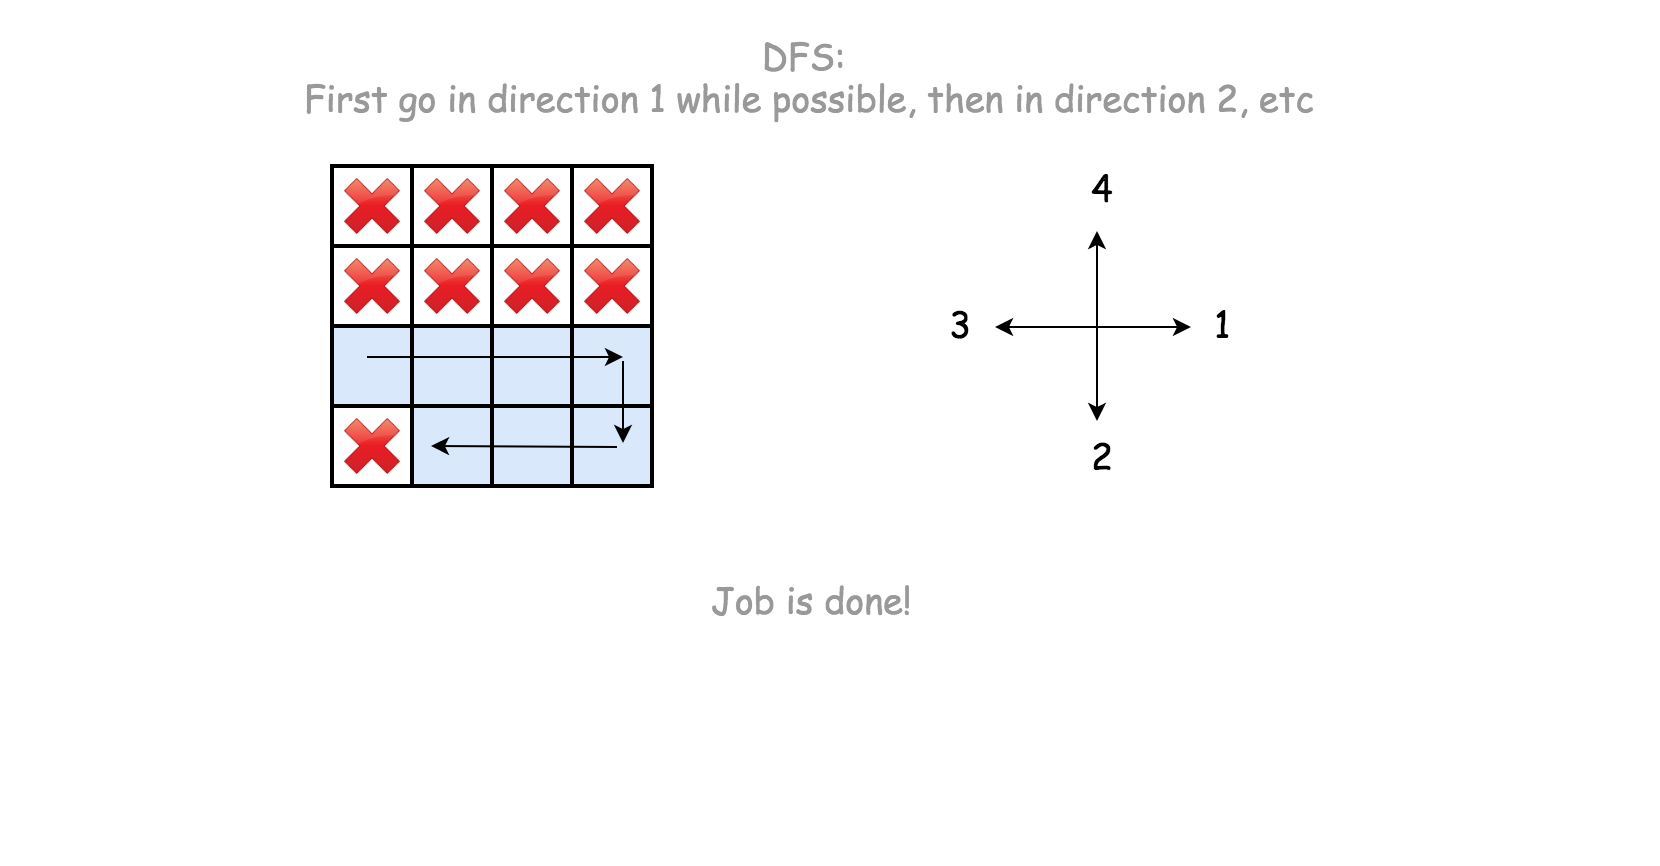 DFS:
First go in direction 1 while possible, then in direction 2, etc
4
3
1
2
Job is done!